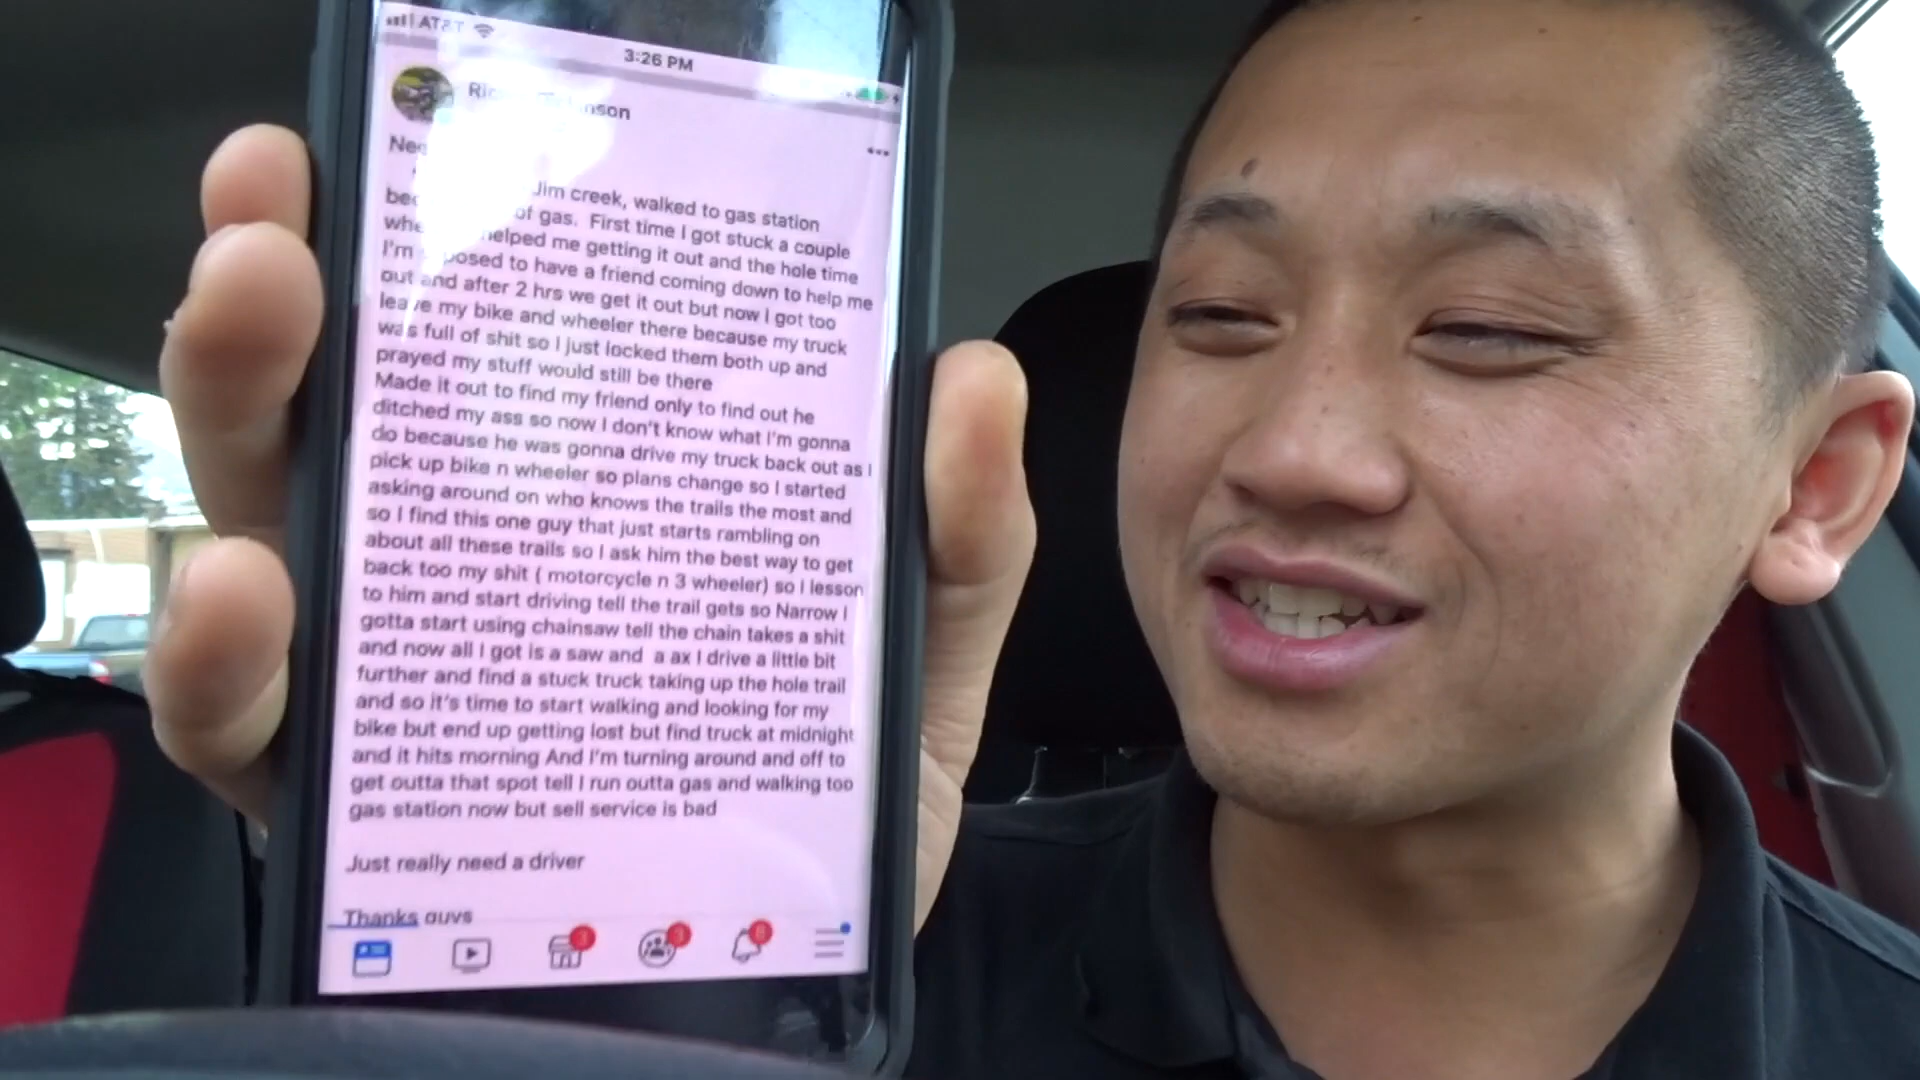 AT&T
3:26 PM
Jim creek, walked to gas station
of gas. First time I got stuck a couple
helped me getting it out and the hole time
I'm supposed to have a friend coming down to help me
out and after 2 hrs we get it out but now I got too
leave my bike and wheeler there because my truck
was full of shit so I just locked them both up and
prayed my stuff would still be there
Made it out to find my friend only to find out he
ditched my ass so now I don't know what I'm gonna
do because he was gonna drive my truck back out as I
pick up bike n wheeler so plans change so I started
asking around on who knows the trails the most and
so I find this one guy that just starts rambling on
about all these trails so I ask him the best way to get
back too my shit ( motorcycle n 3 wheeler) so I lesson
to him and start driving tell the trail gets so Narrow I
gotta start using chainsaw tell the chain takes a shit
and now all I got is a saw and a ax I drive a little bit
further and find a stuck truck taking up the hole trail
and so it's time to start walking and looking for my
bike but end up getting lost but find truck at midnight
and it hits morning And I'm turning around and off to
get outta that spot tell I run outta gas and walking too
gas station now but sell service is bad
Just really need a driver
Thanks guys
3
3
8